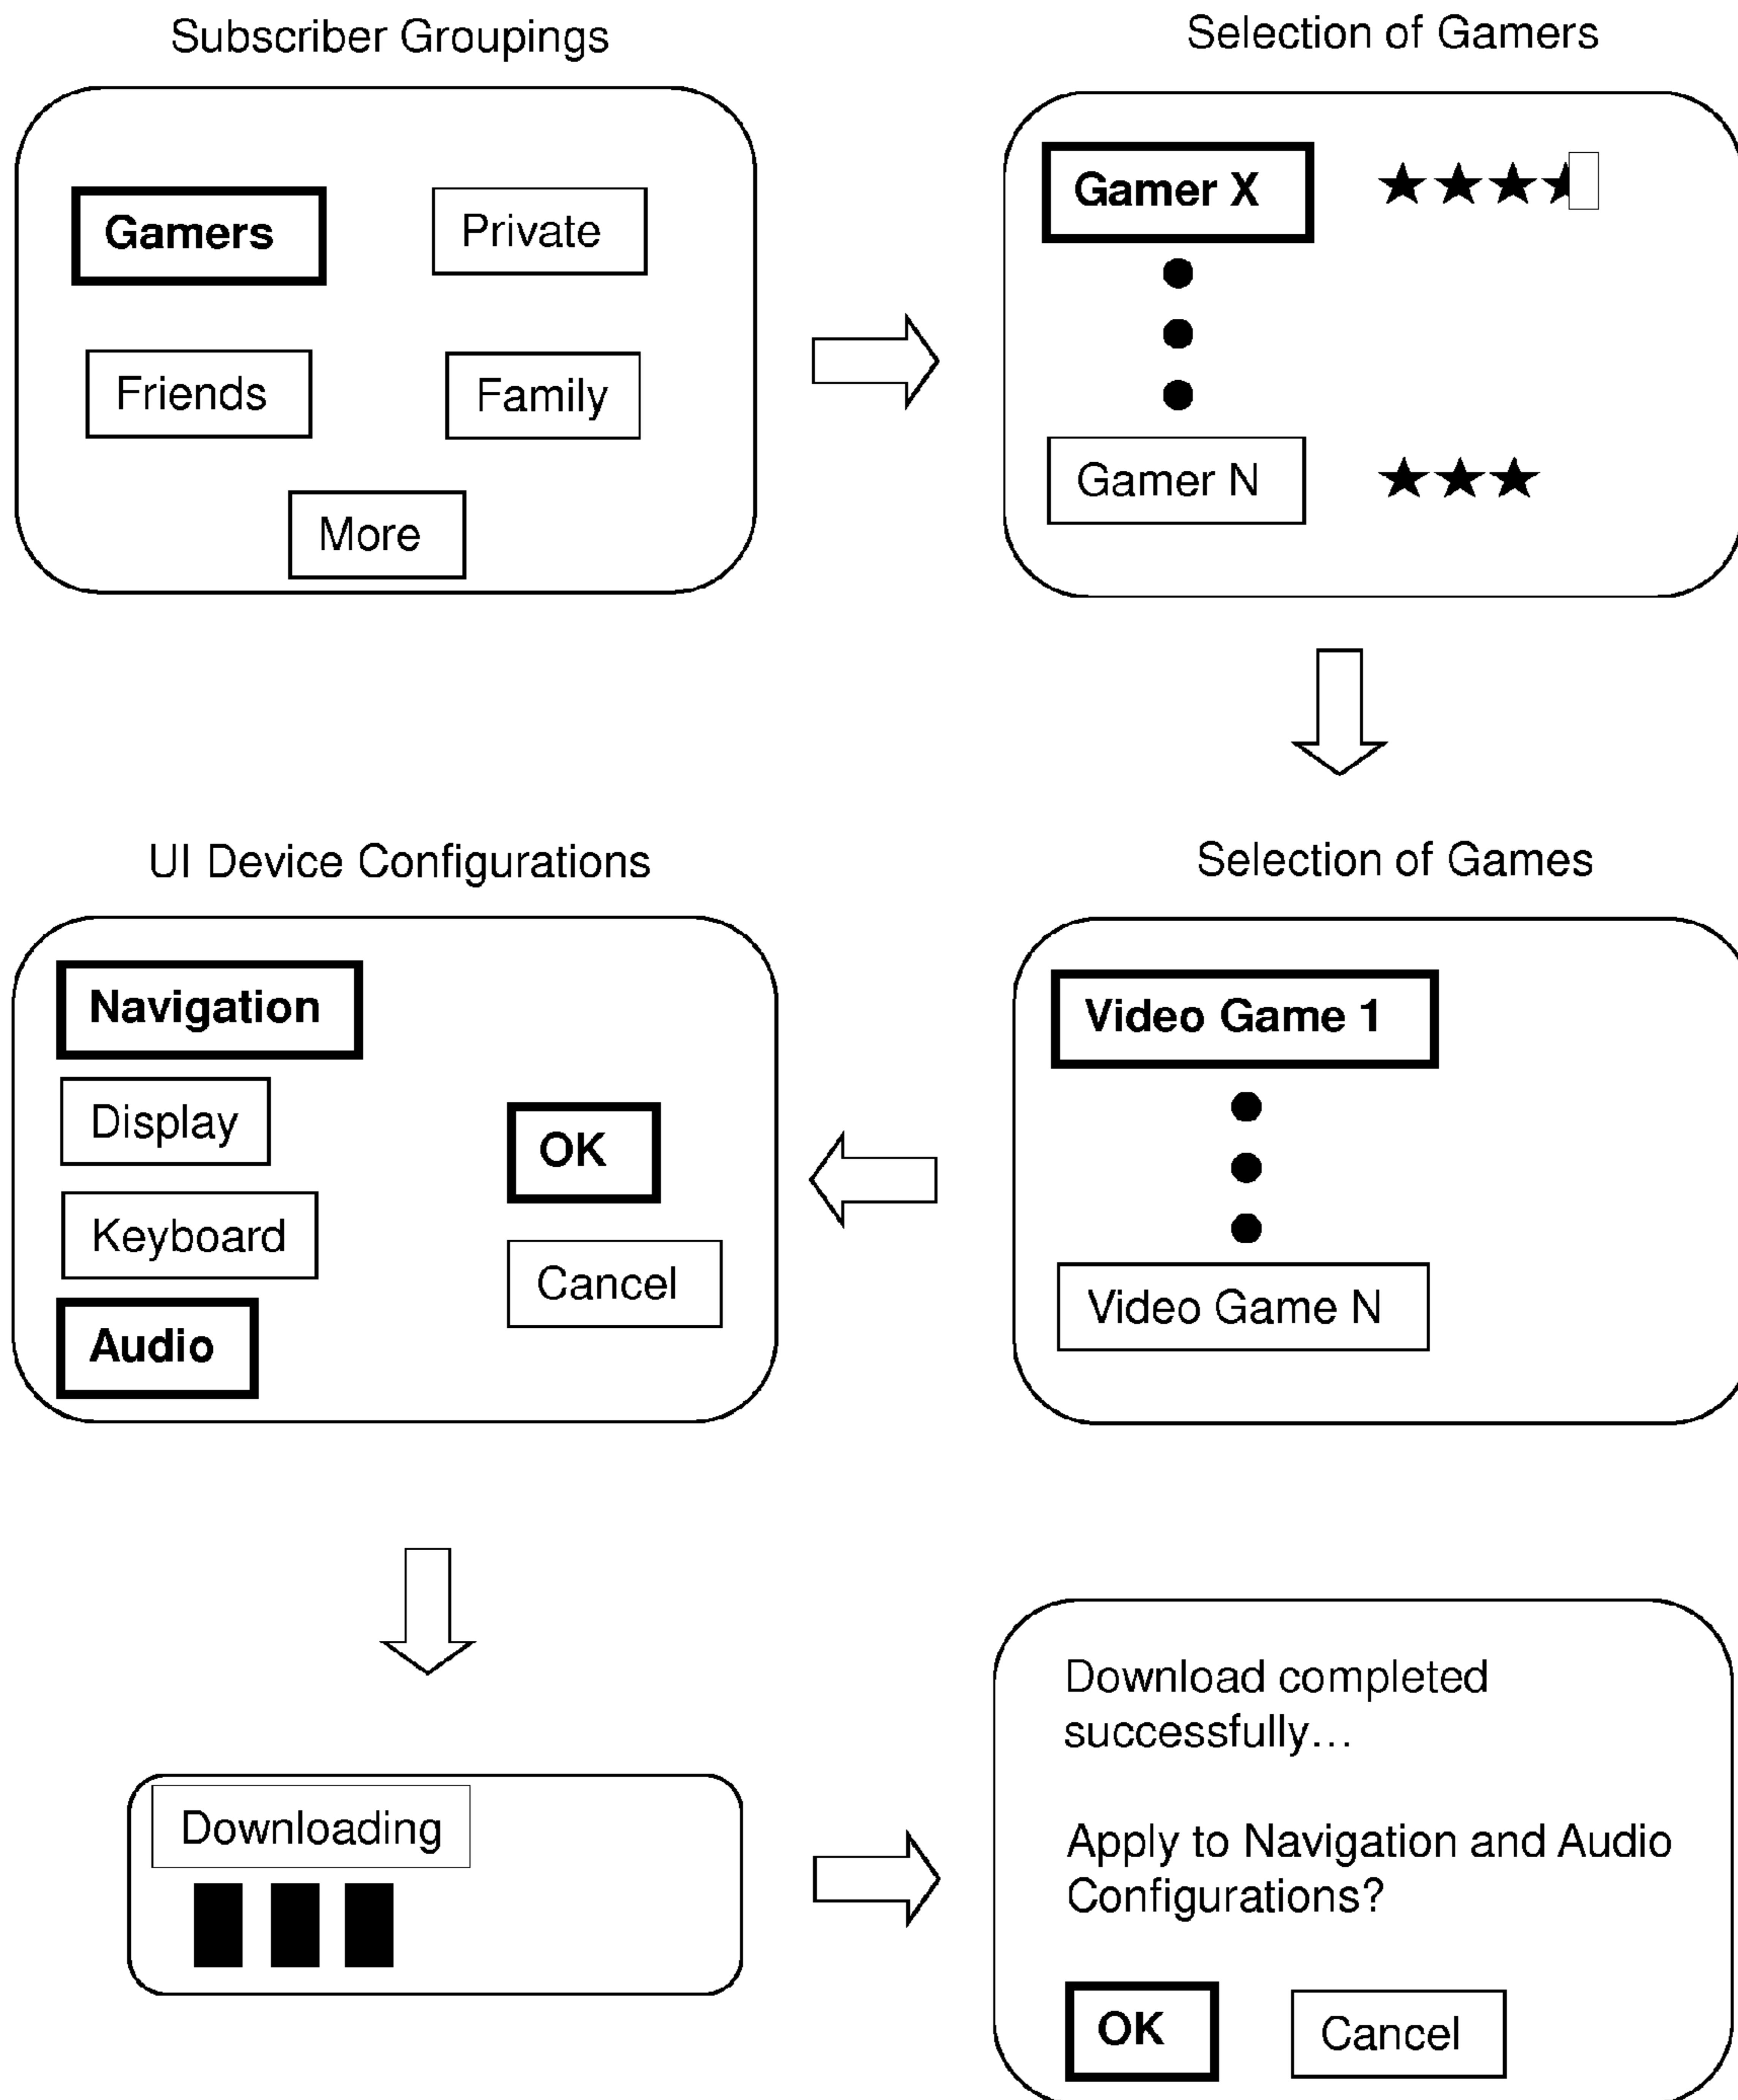 Subscriber Groupings
Gamers
Private
Friends
Family
More
Selection of Gamers
Gamer X
Gamer N
Selection of Games
Video Game 1
Video Game N
UI Device Configurations
Navigation
Display
Keyboard
Audio
OK
Cancel
Downloading
Download completed
successfully...
Apply to Navigation and Audio
Configurations?
OK
Cancel